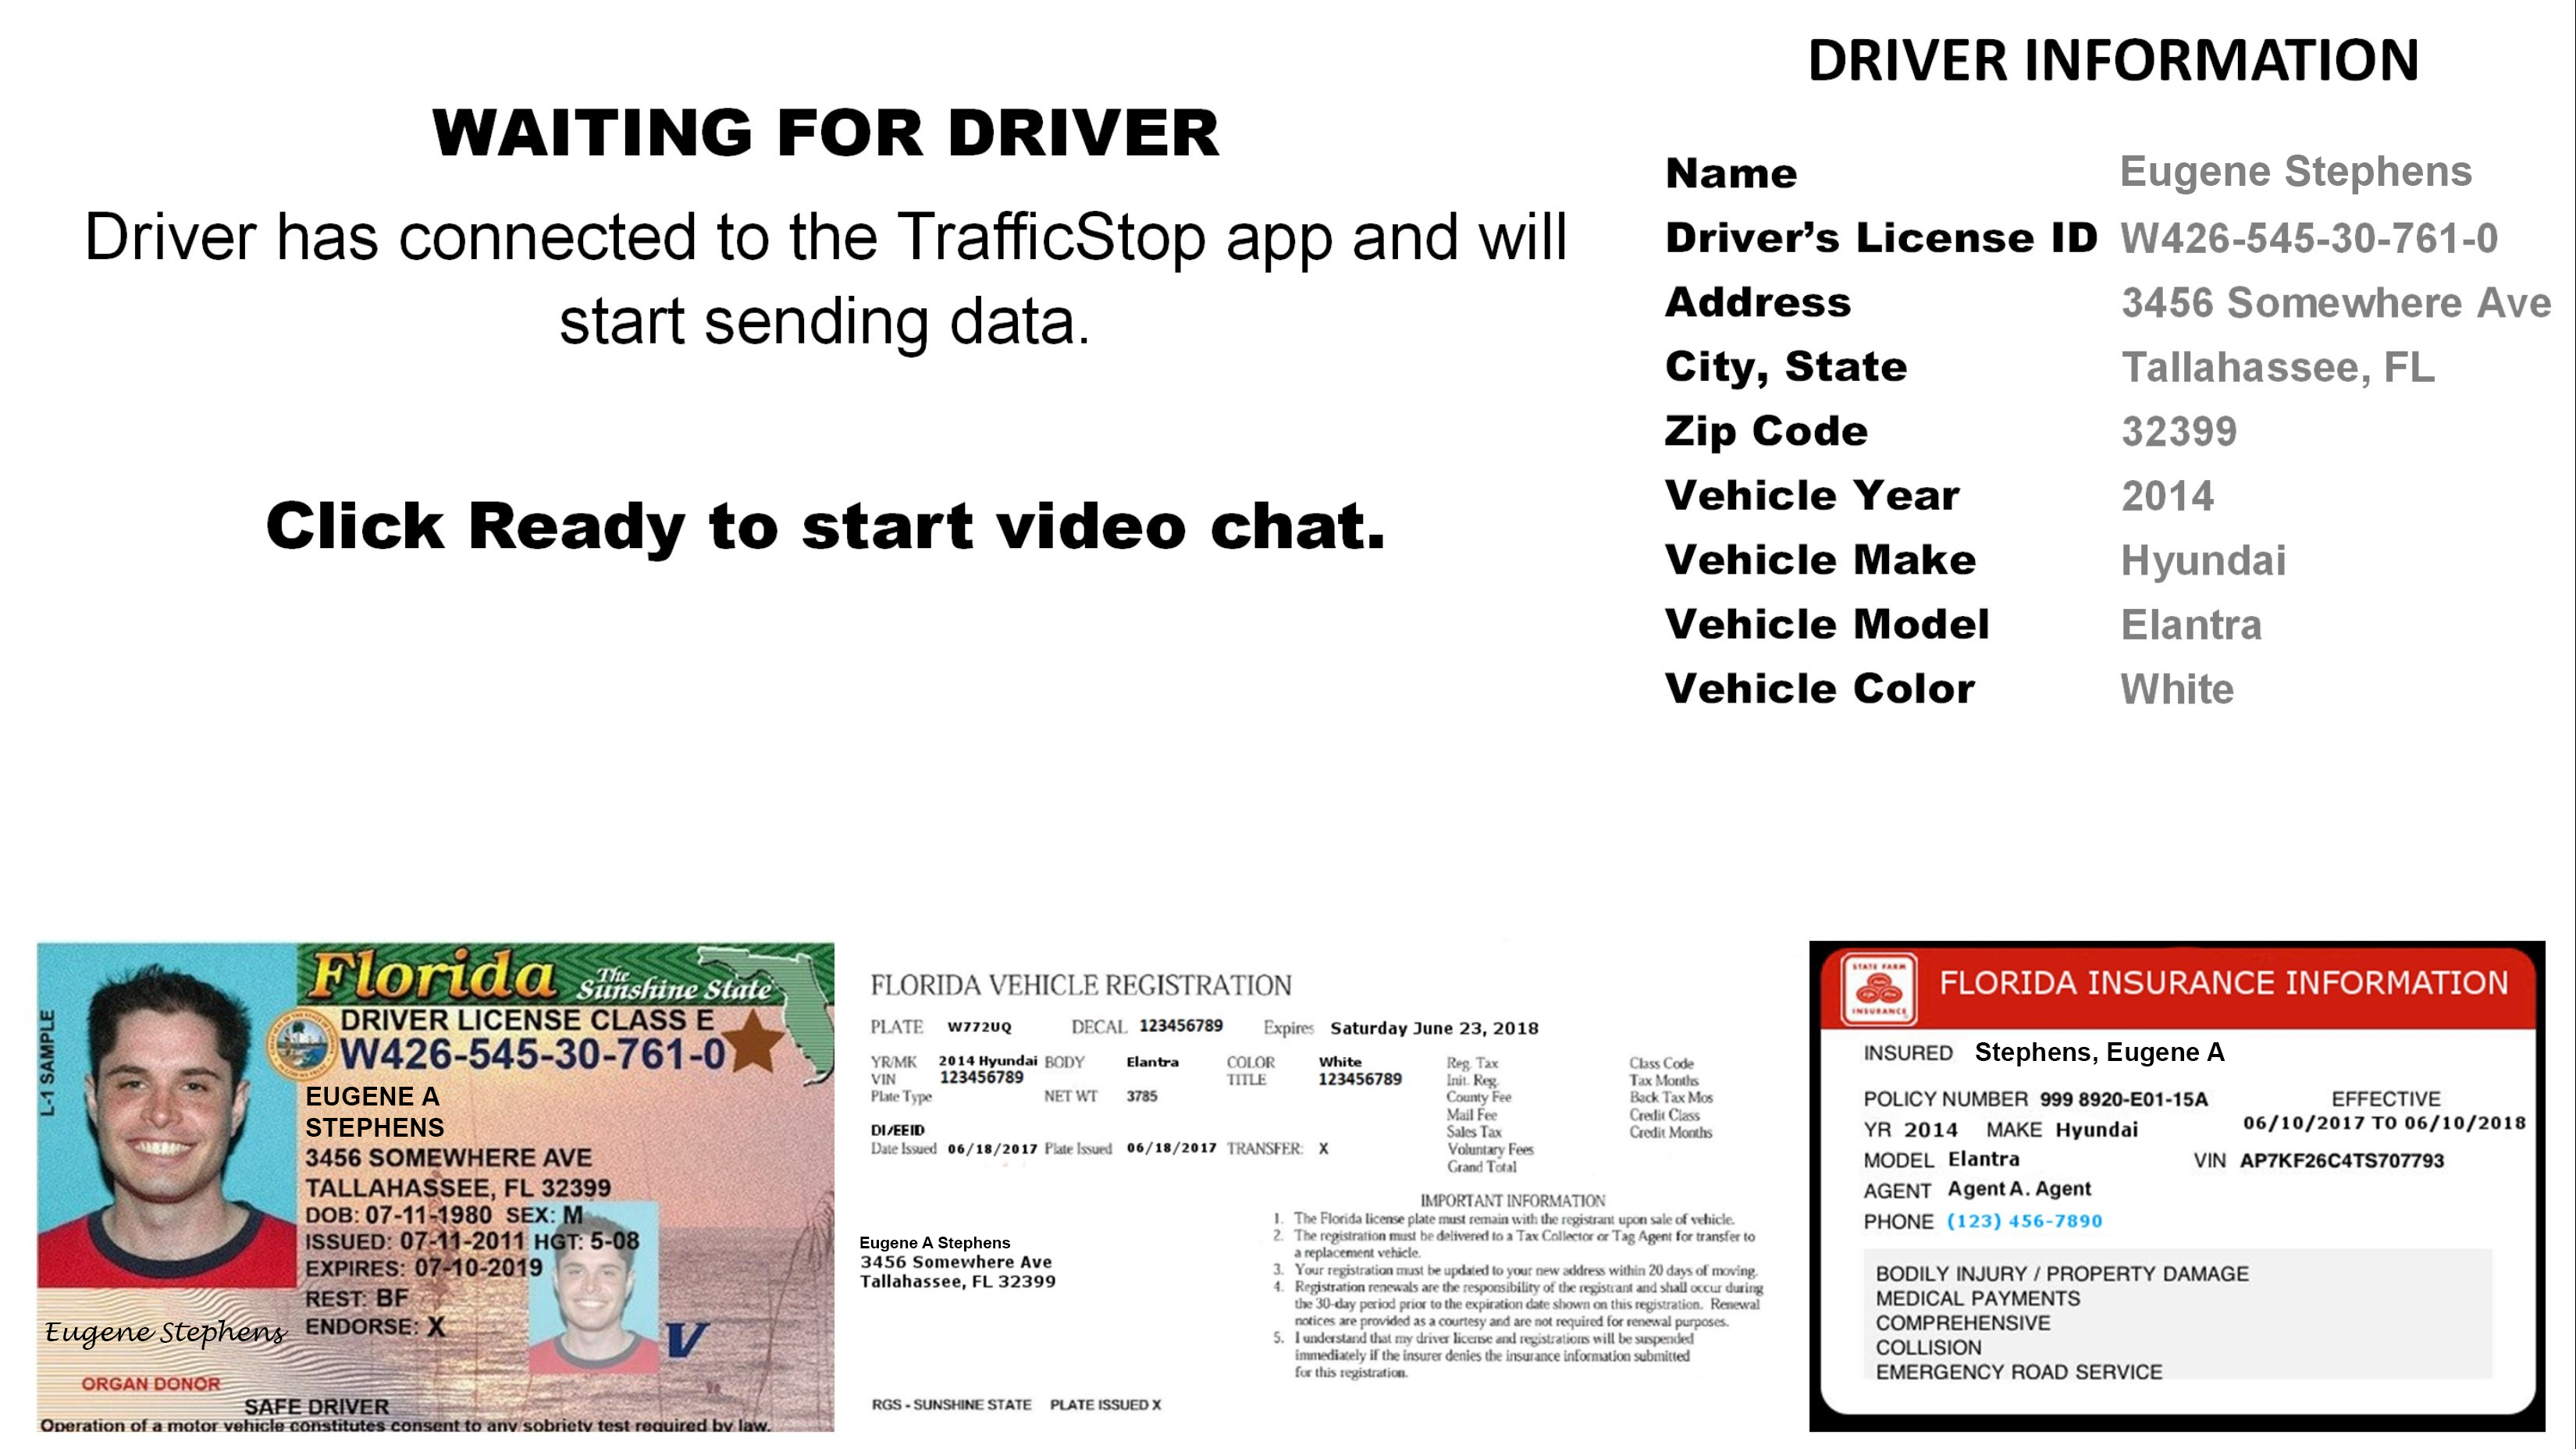 WAITING FOR DRIVER
Driver has connected to the TrafficStop app and will
start sending data.
Click Ready to start video chat.
DRIVER INFORMATION
Name Eugene Stephens
Driver’s License ID W426-545-30-761-0
Address 3456 Somewhere Ave
City, State Tallahassee, FL
Zip Code 32399
Vehicle Year 2014
Vehicle Make Hyundai
Vehicle Model Elantra
Vehicle Color White
L-1 SAMPLE
Florida The Sunshine State
DRIVER LICENSE CLASS E
W426-545-30-761-0
EUGENE A
STEPHENS
3456 SOMEWHERE AVE
TALLAHASSEE, FL 32399
DOB: 07-11-1980 SEX: M
ISSUED: 07-11-2011 HGT: 5-08
EXPIRES: 07-10-2019
REST: BF
ENDORSE: X
Eugene Stephens
V
ORGAN DONOR
SAFE DRIVER
Operation of a motor vehicle constitutes consent to any sobriety test required by law.
FLORIDA VEHICLE REGISTRATION
PLATE W772UQ DECAL 123456789 Expires Saturday June 23, 2018
YR/MK 2014 Hyundai BODY Elantra COLOR White Reg. Tax Class Code
VIN 123456789 TITLE 123456789 Init. Reg. Tax Months
Plate Type NET WT 3785 County Fee Back Tax Mos
Mail Fee Credit Class
DI/EEID Sales Tax Credit Months
Date Issued 06/18/2017 Plate Issued 06/18/2017 TRANSFER: X Voluntary Fees
Grand Total
IMPORTANT INFORMATION
1. The Florida license plate must remain with the registrant upon sale of vehicle.
2. The registration must be delivered to a Tax Collector or Tag Agent for transfer to
a replacement vehicle.
3. Your registration must be updated to your new address within 20 days of moving.
4. Registration renewals are the responsibility of the registrant and shall occur during
the 30-day period prior to the expiration date shown on this registration. Renewal
notices are provided as a courtesy and are not required for renewal purposes.
5. I understand that my driver license and registrations will be suspended
immediately if the insurer denies the insurance information submitted
for this registration.
Eugene A Stephens
3456 Somewhere Ave
Tallahassee, FL 32399
RGS - SUNSHINE STATE PLATE ISSUED X
STATE FARM
INSURANCE
FLORIDA INSURANCE INFORMATION
INSURED Stephens, Eugene A
POLICY NUMBER 999 8920-E01-15A EFFECTIVE
YR 2014 MAKE Hyundai 06/10/2017 TO 06/10/2018
MODEL Elantra VIN AP7KF26C4TS707793
AGENT Agent A. Agent
PHONE (123) 456-7890
BODILY INJURY / PROPERTY DAMAGE
MEDICAL PAYMENTS
COMPREHENSIVE
COLLISION
EMERGENCY ROAD SERVICE